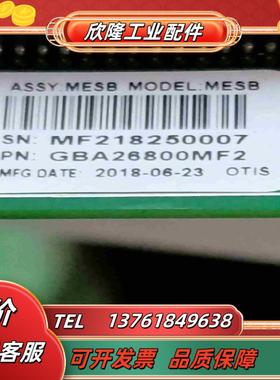 欣隆工业配件
ASSY:MESB MODEL:MESB
SN: MF218250007
PN: GBA26800MF2
MFG DATE: 2018-06-23 OTIS
价
客服
TEL 13761849638
可开发票 品质保障